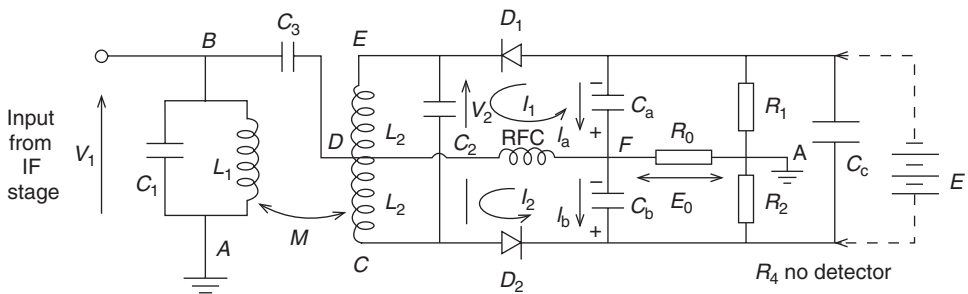 B
C3
E
D1
Input
from
IF
stage
V1
C1
L1
A
M
D
L2
L2
C
C2
V2
I1
RFC
I2
D2
Ia
−
+
Ca
F
R0
E0
Ib
−
+
Cb
R1
A
R2
Cc
E
R4 no detector